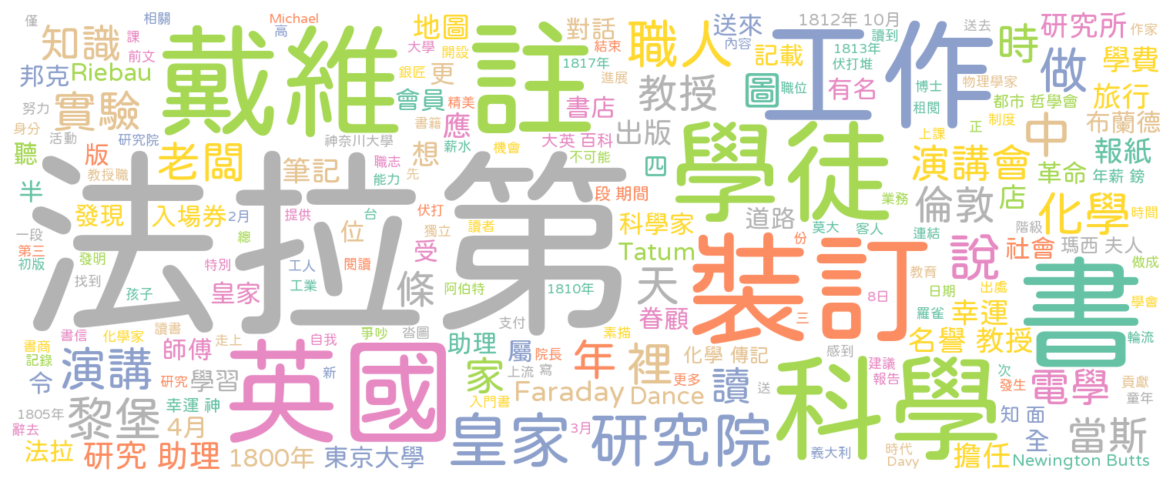 僅 相關 Michael 高 1812年 10月 送去 作家
課 前文 大學 開設 地圖 對話 結束 送來 內容 讀到 研究所
知識 戴維 註 職人 記載 工作 時
邦克 Riebau 銀匠 更 1817年 進展 1813年 伏打堆 做 學費
實驗 努力 會員 精美 書店 教授 圖 有名 職位 博士 租閱 物理學家 都市 哲學會 旅行
身分 活動 研究院 神奈川大學 書籍 應 大英 百科 出版 制度 布蘭德
聽 版 教授職 老闆 筆記 薪水 機會 不可能 想 四 學徒 上課 正 中 報紙
半 職志 能力 先 段 期間 演講會 革命 年薪 鎊
發現 入場券 2月 提供 台 伏打 讀者 科學家 道路 業務 倫敦 店 化學 時間
一段 總 位 獨立 受 莫大 客人 連結 階級
第三 初版 發明 法拉第 特別 工人 閱讀 Tatum 份 裝訂 說 社會 瑪西 夫人
找到 孩子 皇家 工業 條 阿伯特 1810年 天 教育 8日 日期 出處 書 做成
書信 化學家 讀書 自我 爭吵 沓圖 支付 素描 眷顧 三 羅雀 幸運 學會
書商 記錄 師傅 走上 英國 助理 屬 院長 年 裡 化學 傳記 感到 科學 建議 名譽 教授 輪流
令 演講 研究 學習 新 上流 寫 家 入門書 更多 讀 送 報告 次 發生 電學 貢獻
1805年 黎堡 幸運 神 Faraday Dance 知 面 童年
辭去 4月 3月 皇家 研究院 義大利 時代 全 當斯
法拉 研究 助理 1800年 東京大學 Davy 擔任 Newington Butts